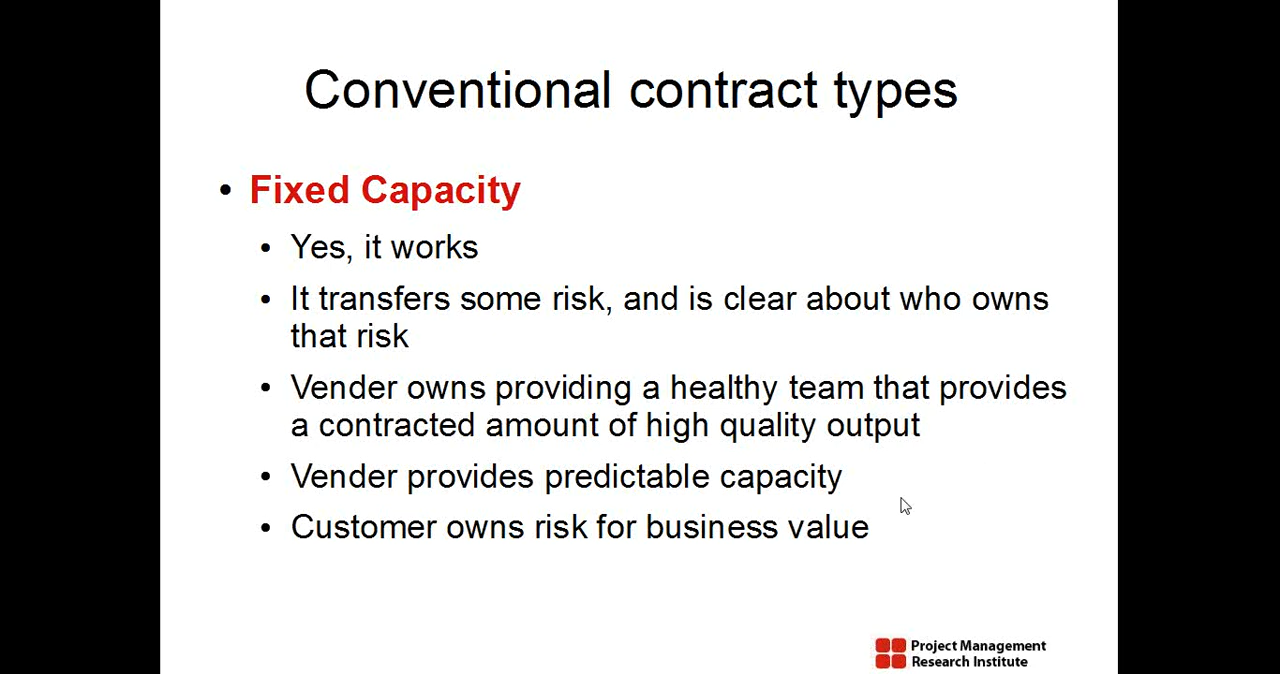 Conventional contract types
• Fixed Capacity
• Yes, it works
• It transfers some risk, and is clear about who owns
that risk
• Vender owns providing a healthy team that provides
a contracted amount of high quality output
• Vender provides predictable capacity
• Customer owns risk for business value
Project Management
Research Institute